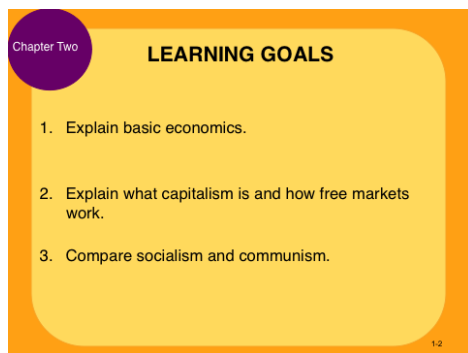 Chapter Two
LEARNING GOALS
1. Explain basic economics.
2. Explain what capitalism is and how free markets
work.
3. Compare socialism and communism.
1-2